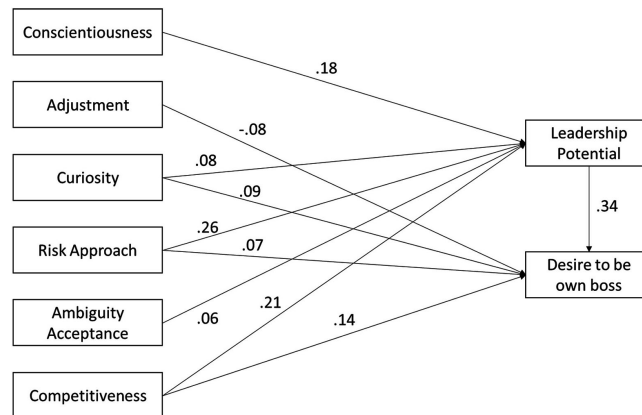 Conscientiousness
.18
Adjustment
-.08
Leadership
Potential
.08
Curiosity
.09
.34
.26
Risk Approach
.07
Desire to be
own boss
.21
Ambiguity
Acceptance
.06
.14
Competitiveness